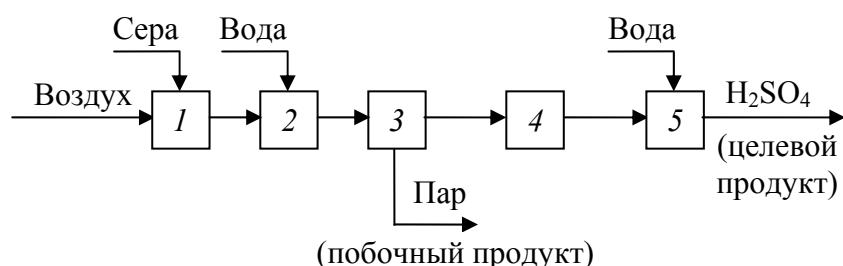 Сера
Вода
Вода
Воздух
1
2
3
4
5
H₂SO₄
(целевой
продукт)
Пар
(побочный продукт)